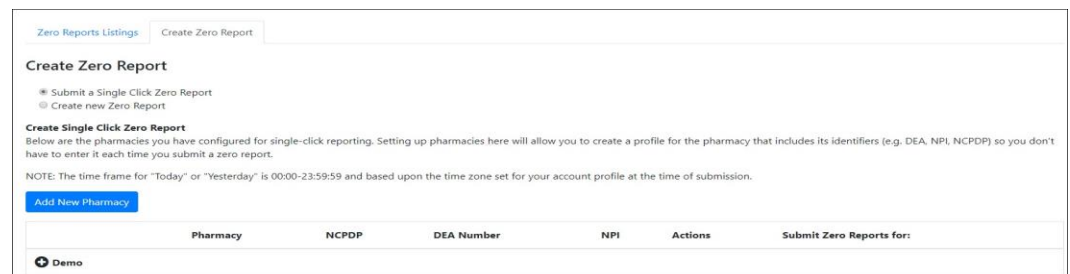 Zero Reports Listings Create Zero Report
Create Zero Report
Submit a Single Click Zero Report
Create new Zero Report
Create Single Click Zero Report
Below are the pharmacies you have configured for single-click reporting. Setting up pharmacies here will allow you to create a profile for the pharmacy that includes its identifiers (e.g. DEA, NPI, NCPDP) so you don't
have to enter it each time you submit a zero report.
NOTE: The time frame for "Today" or "Yesterday" is 00:00-23:59:59 and based upon the time zone set for your account profile at the time of submission.
Add New Pharmacy
Pharmacy NCPDP DEA Number NPI Actions Submit Zero Reports for:
Demo